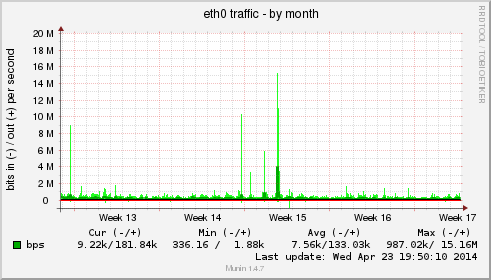 eth0 traffic - by month
RRDTOOL / TOBI OETIKER
bits in (-) / out (+) per second
20 M
18 M
16 M
14 M
12 M
10 M
8 M
6 M
4 M
2 M
0
Week 13 Week 14 Week 15 Week 16 Week 17
Cur (-/+) Min (-/+) Avg (-/+) Max (-/+)
bps 9.22k/181.84k 336.16 / 1.88k 7.56k/133.03k 987.02k/ 15.16M
Last update: Wed Apr 23 19:50:10 2014
Munin 1.4.7